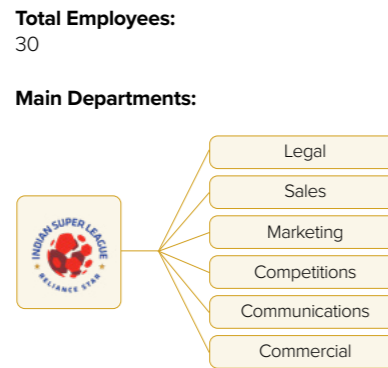 Total Employees:
30
Main Departments:
Legal
Sales
INDIAN SUPER LEAGUE
Marketing
Competitions
RELIANCE STAR
Communications
Commercial